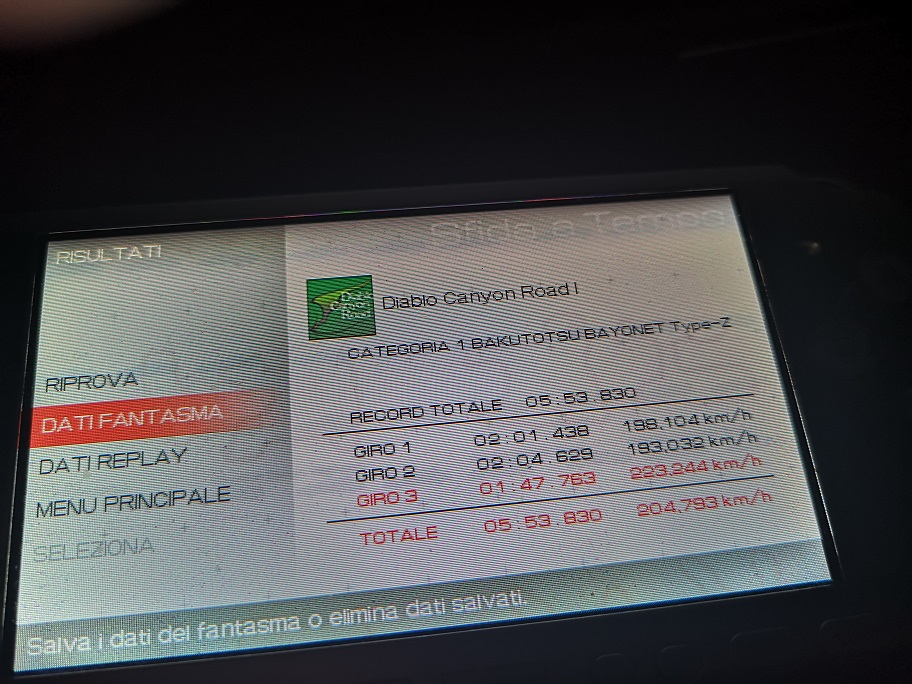 Sfida a Tempo
RISULTATI
Diablo Canyon Road I
CATEGORIA 1 BAKUTOTSU BAYONET Type-Z
RIPROVA
DATI FANTASMA
DATI REPLAY
MENU PRINCIPALE
SELEZIONA
RECORD TOTALE 05:53.830
GIRO 1 02:01.438 198.104 km/h
GIRO 2 02:04.629 193.032 km/h
GIRO 3 01:47.763 223.244 km/h
TOTALE 05:53.830 204.793 km/h
Salva i dati del fantasma o elimina dati salvati.